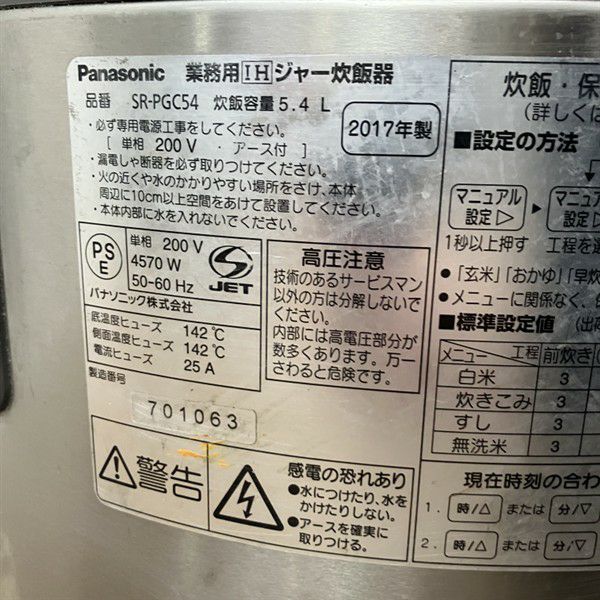 Panasonic 業務用IHジャー炊飯器
品番 SR-PGC54 炊飯容量5.4 L
・必ず専用電源工事をしてください。
[ 単相 200 V ・ アース付 ]
・漏電しゃ断器を必ず取りつけてください。
・火の近くや水のかかりやすい場所をさけ、本体
周辺に10cm以上空間をあけて設置してください。
・本体内部に水を入れないでください。
2017年製
PS
E
単相 200 V
4570 W
50-60 Hz
パナソニック株式会社
S
JET
底温度ヒューズ 142℃
側面温度ヒューズ 142℃
電流ヒューズ 25 A
製造番号
701063
高圧注意
技術のあるサービスマン
以外の方は分解しないで
ください。
内部には高電圧部分が
数多くあります。万一
さわると危険です。
警告
感電の恐れあり
●水につけたり、水を
かけたりしない。
●アースを確実に
取りつける。
炊飯・保
(詳しくは
■設定の方法
マニュアル
設定▷
マニュア
設定▷
1秒以上押す 工程を選
●「玄米」「おかゆ」「早炊
●メニューに関係なく、保
■標準設定値 (出荷
メニュー 工程 前炊き
白米 3
炊きこみ 3
すし 3
無洗米 3
現在時刻の合わ
1. 時/△ または 分/▽
2. 時/△ または 分/▽